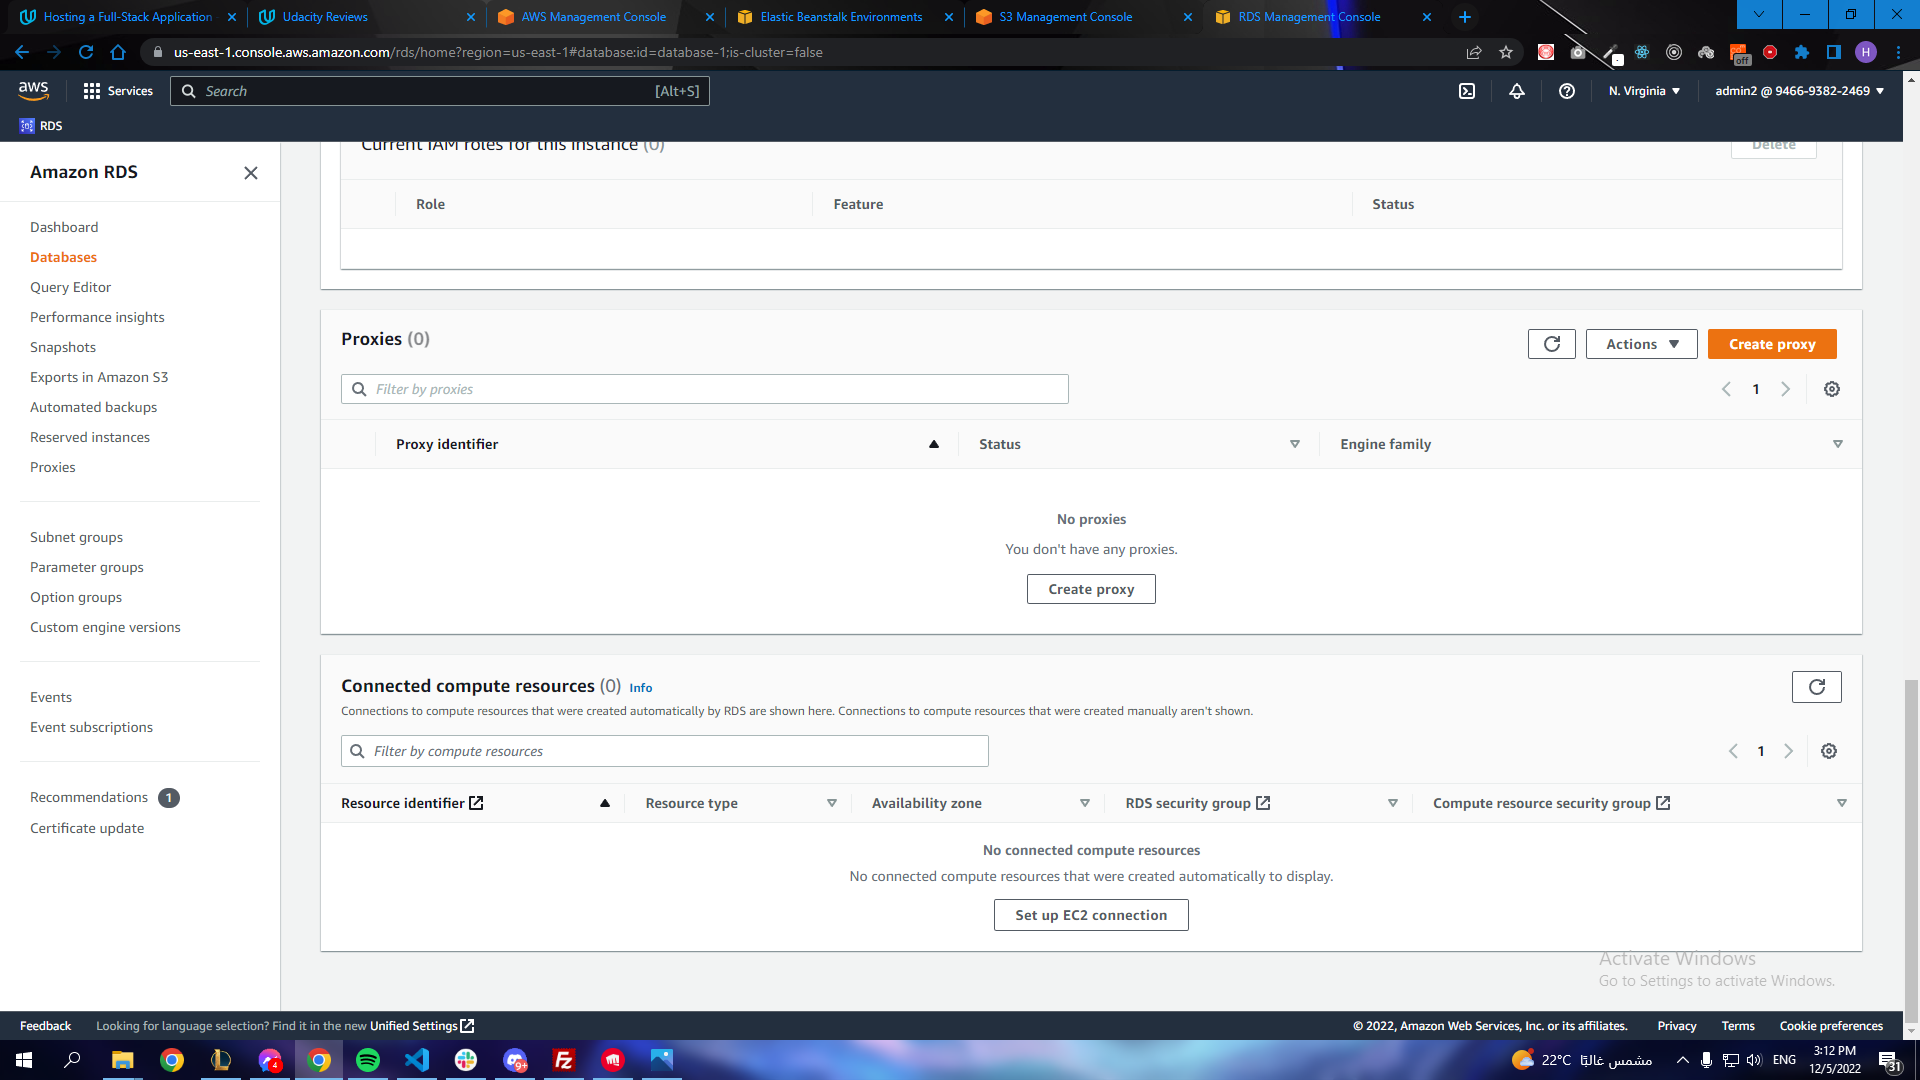 Hosting a Full-Stack Application
Udacity Reviews
AWS Management Console
Elastic Beanstalk Environments
S3 Management Console
RDS Management Console
us-east-1.console.aws.amazon.com/rds/home?region=us-east-1#database:id=database-1;is-cluster=false
off
H
aws
Services
Search
[Alt+S]
N. Virginia
admin2 @ 9466-9382-2469
RDS
Amazon RDS
Dashboard
Databases
Query Editor
Performance insights
Snapshots
Exports in Amazon S3
Automated backups
Reserved instances
Proxies
Subnet groups
Parameter groups
Option groups
Custom engine versions
Events
Event subscriptions
Recommendations 1
Certificate update
Current IAM roles for this instance (0)
Delete
Role
Feature
Status
Proxies (0)
Actions
Create proxy
Filter by proxies
1
Proxy identifier
Status
Engine family
No proxies
You don't have any proxies.
Create proxy
Connected compute resources (0) Info
Connections to compute resources that were created automatically by RDS are shown here. Connections to compute resources that were created manually aren't shown.
Filter by compute resources
1
Resource identifier
Resource type
Availability zone
RDS security group
Compute resource security group
No connected compute resources
No connected compute resources that were created automatically to display.
Set up EC2 connection
Activate Windows
Go to Settings to activate Windows.
Feedback
Looking for language selection? Find it in the new Unified Settings
© 2022, Amazon Web Services, Inc. or its affiliates.
Privacy
Terms
Cookie preferences
4
9+
22°C مشمس غالبًا
ENG
3:12 PM
12/5/2022
31